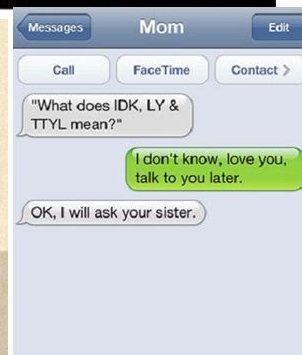 Messages Mom Edit
Call FaceTime Contact >
"What does IDK, LY &
TTYL mean?"
I don't know, love you,
talk to you later.
OK, I will ask your sister.